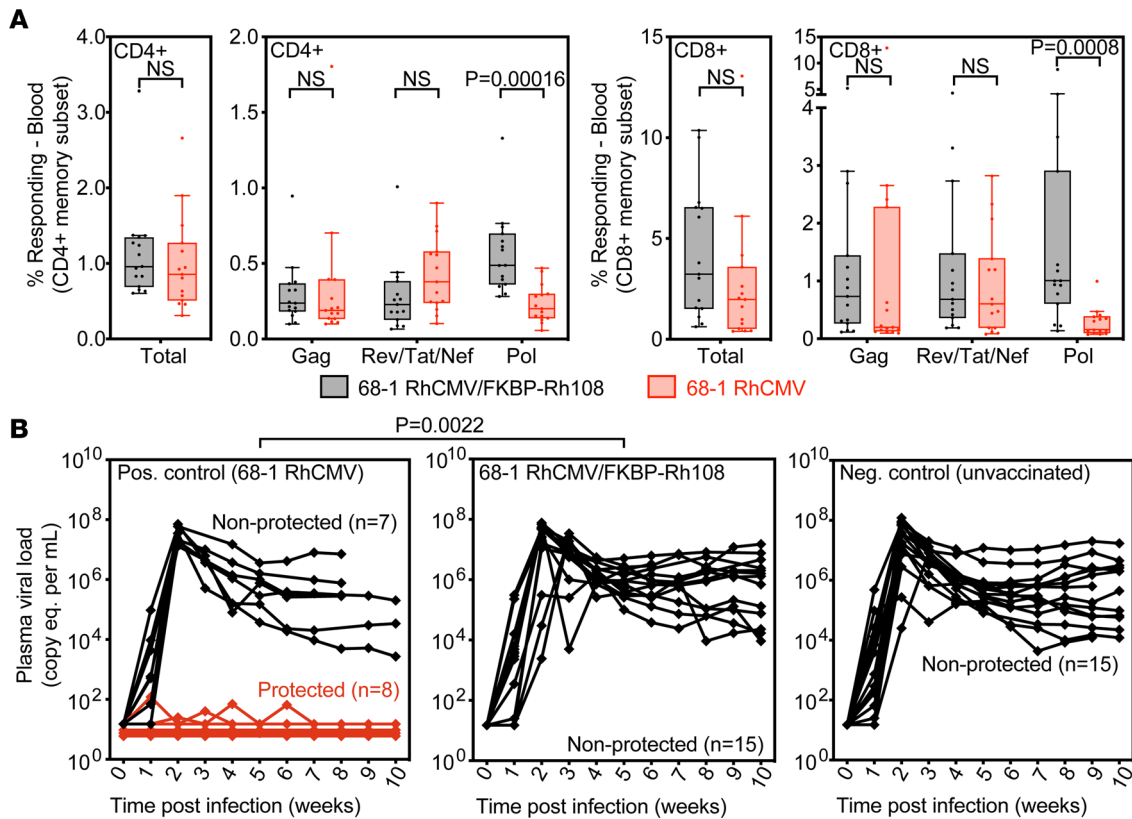 A
% Responding - Blood
(CD4+ memory subset)
4.0
3.0
2.0
1.0
0.0
CD4+
NS
Total
2.0
1.5
1.0
0.5
0.0
CD4+
NS
NS
P=0.00016
Gag
Rev/Tat/Nef
Pol
% Responding - Blood
(CD8+ memory subset)
15
10
5
0
CD8+
NS
Total
15
10
5
4
3
2
1
0
CD8+
NS
NS
P=0.0008
Gag
Rev/Tat/Nef
Pol
68-1 RhCMV/FKBP-Rh108
68-1 RhCMV
B
P=0.0022
Plasma viral load
(copy eq. per mL)
10^10
10^8
10^6
10^4
10^2
10^0
Pos. control (68-1 RhCMV)
Non-protected (n=7)
Protected (n=8)
0 1 2 3 4 5 6 7 8 9 10
Time post infection (weeks)
10^10
10^8
10^6
10^4
10^2
10^0
68-1 RhCMV/FKBP-Rh108
Non-protected (n=15)
0 1 2 3 4 5 6 7 8 9 10
Time post infection (weeks)
10^10
10^8
10^6
10^4
10^2
10^0
Neg. control (unvaccinated)
Non-protected (n=15)
0 1 2 3 4 5 6 7 8 9 10
Time post infection (weeks)